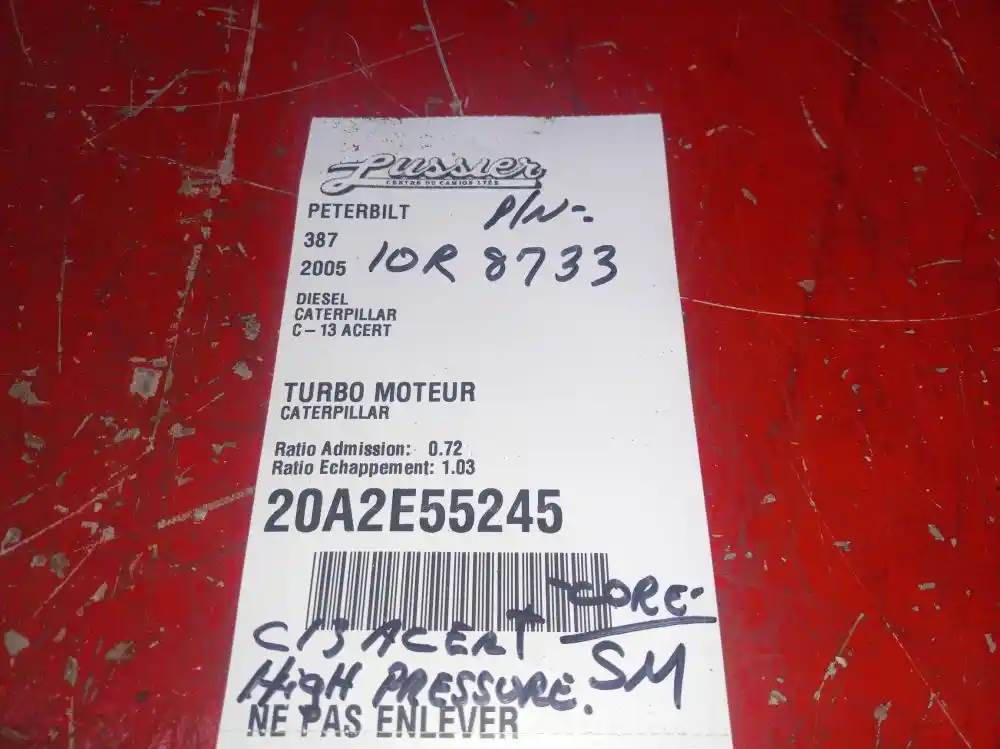 Lussier
CENTRE DU CAMION LTÉE
PETERBILT P/N-
387
2005 10R 8733
DIESEL
CATERPILLAR
C-13 ACERT
TURBO MOTEUR
CATERPILLAR
Ratio Admission: 0.72
Ratio Echappement: 1.03
20A2E55245
-CORE-
C13 ACERT
HIGH PRESSURE. SM
NE PAS ENLEVER